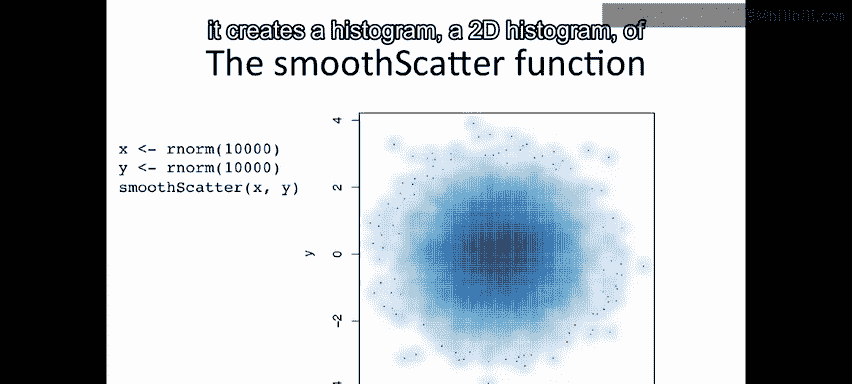 it creates a histogram, a 2D histogram, of
The smoothScatter function
x <- rnorm(10000)
y <- rnorm(10000)
smoothScatter(x, y)
4
2
y
0
-2